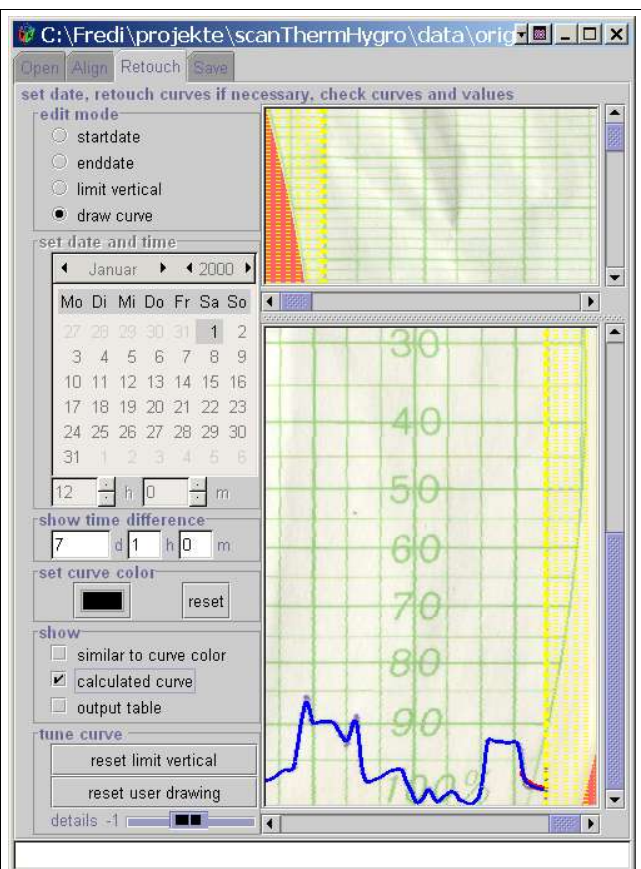 C:\Fredi\projekte\scanThermHygro\data\orig
Open Align Retouch Save
set date, retouch curves if necessary, check curves and values
edit mode
startdate
enddate
limit vertical
draw curve
set date and time
Januar 2000
Mo Di Mi Do Fr Sa So
27 28 29 30 31 1 2
3 4 5 6 7 8 9
10 11 12 13 14 15 16
17 18 19 20 21 22 23
24 25 26 27 28 29 30
31 1 2 3 4 5 6
12 h 0 m
show time difference
7 d 1 h 0 m
set curve color
reset
show
similar to curve color
calculated curve
output table
tune curve
reset limit vertical
reset user drawing
details -1
30
40
50
60
70
80
90
100%